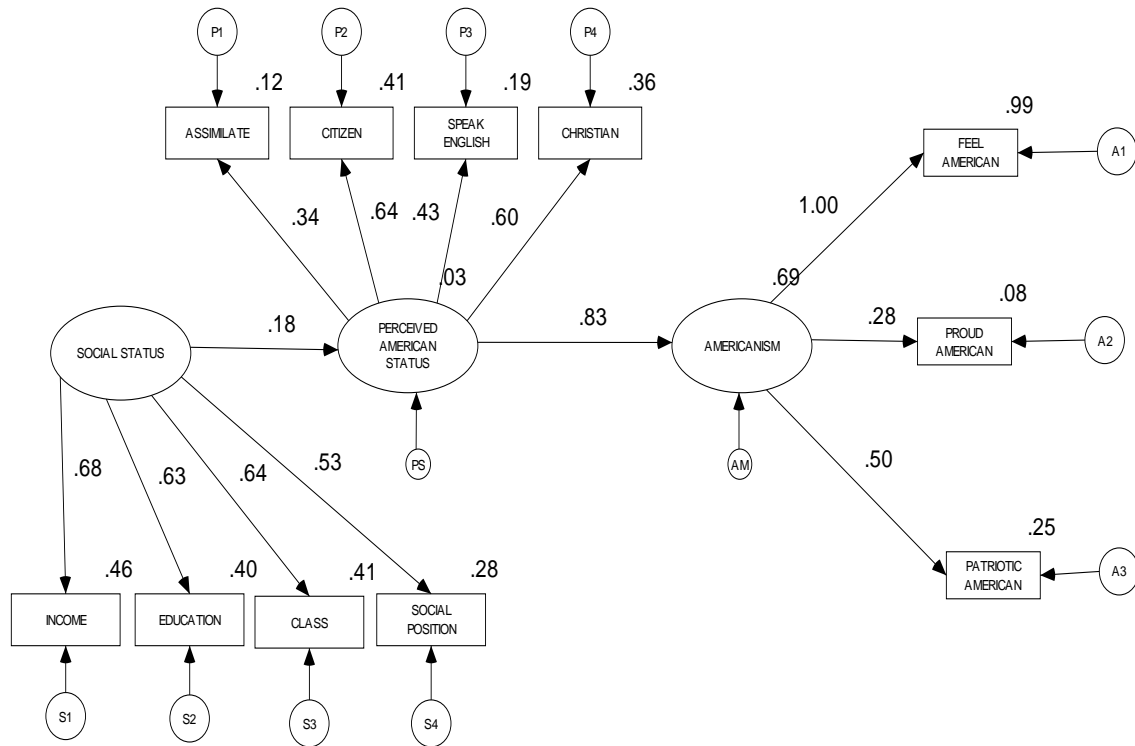 P1
P2
P3
P4
.12
.41
.19
.36
ASSIMILATE
CITIZEN
SPEAK
ENGLISH
CHRISTIAN
.99
FEEL
AMERICAN
A1
.34
.64
.43
.60
1.00
.03
.69
.08
.18
.83
.28
SOCIAL STATUS
PERCEIVED
AMERICAN
STATUS
AMERICANISM
PROUD
AMERICAN
A2
PS
AM
.68
.63
.64
.53
.50
.46
.40
.41
.28
.25
INCOME
EDUCATION
CLASS
SOCIAL
POSITION
PATRIOTIC
AMERICAN
A3
S1
S2
S3
S4